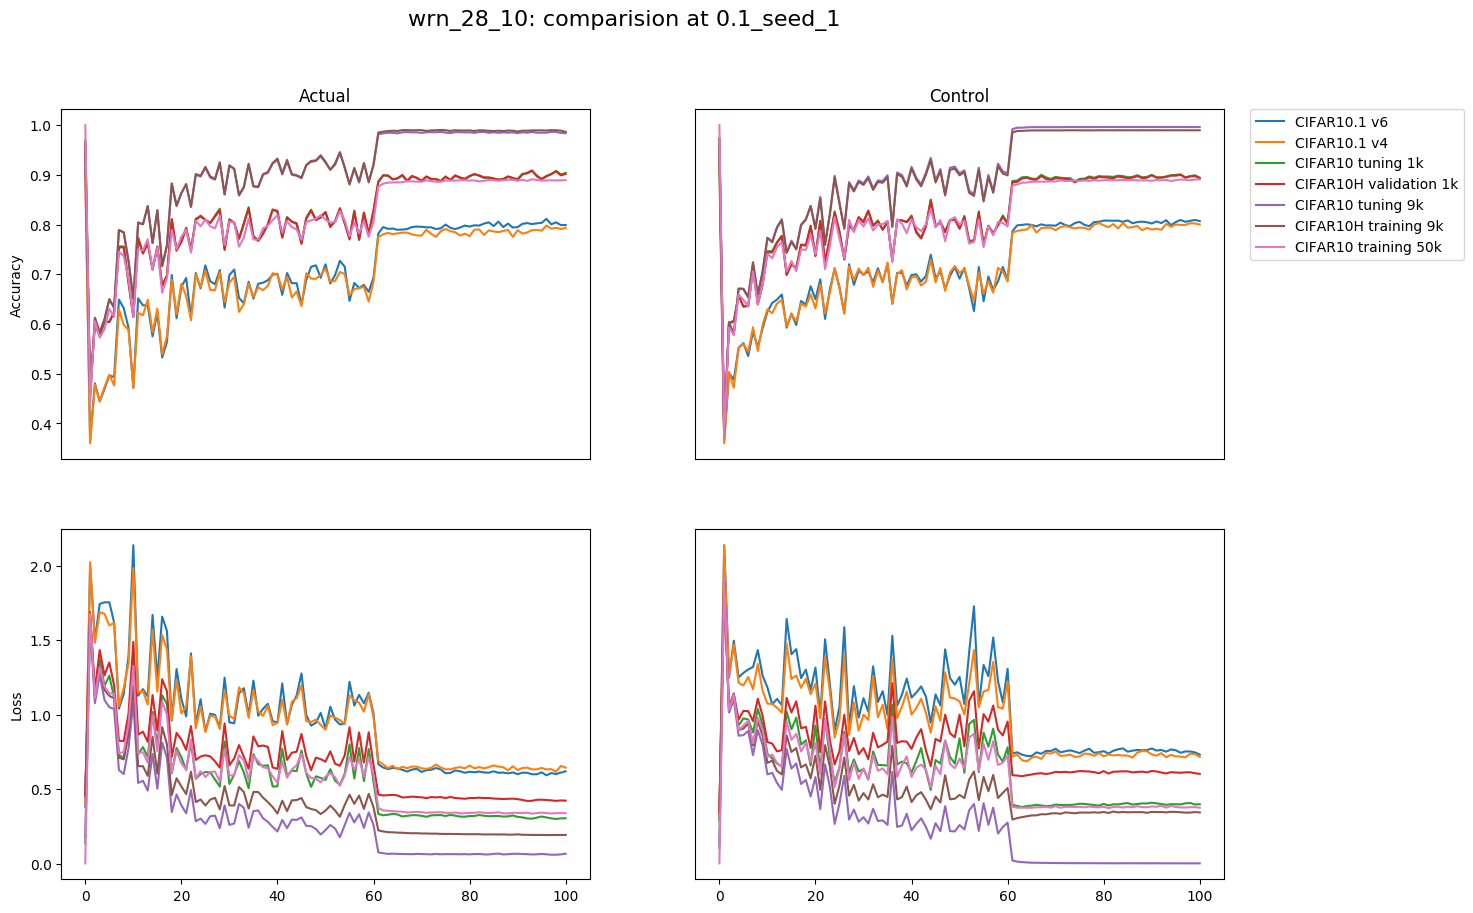 wrn_28_10: comparision at 0.1_seed_1
Actual
Control
Accuracy
1.0
0.9
0.8
0.7
0.6
0.5
0.4
CIFAR10.1 v6
CIFAR10.1 v4
CIFAR10 tuning 1k
CIFAR10H validation 1k
CIFAR10 tuning 9k
CIFAR10H training 9k
CIFAR10 training 50k
Loss
2.0
1.5
1.0
0.5
0.0
0 20 40 60 80 100
0 20 40 60 80 100